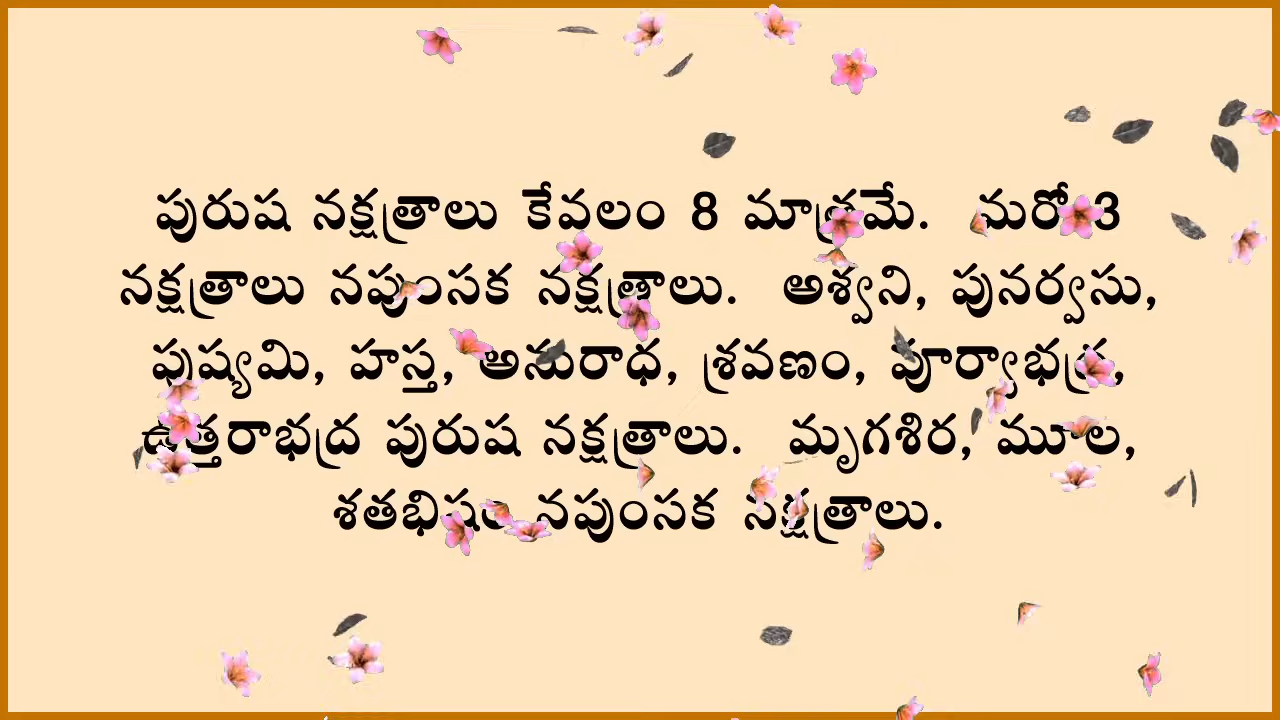 పురుష నక్షత్రాలు కేవలం 8 మాత్రమే. మరో 3
నక్షత్రాలు నపుంసక నక్షత్రాలు. అశ్వని, పునర్వసు,
పుష్యమి, హస్త, అనురాధ, శ్రవణం, పూర్వాభద్ర,
ఉత్తరాభద్ర పురుష నక్షత్రాలు. మృగశిర, మూల,
శతభిషం నపుంసక నక్షత్రాలు.